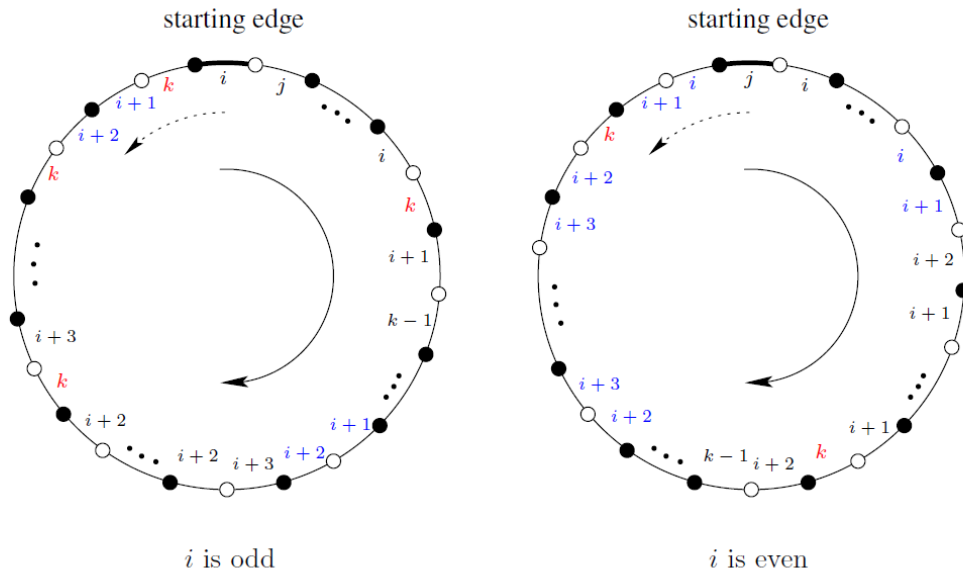 starting edge
i
j
i
k
i + 1
k − 1
i + 1
i + 2
i + 3
i + 2
i + 2
k
i + 3
k
i + 2
i + 1
k
i is odd
starting edge
j
i
i
i + 1
i + 2
i + 1
i + 1
k
i + 2
k − 1
i + 2
i + 3
i + 3
i + 2
k
i + 1
i
i is even